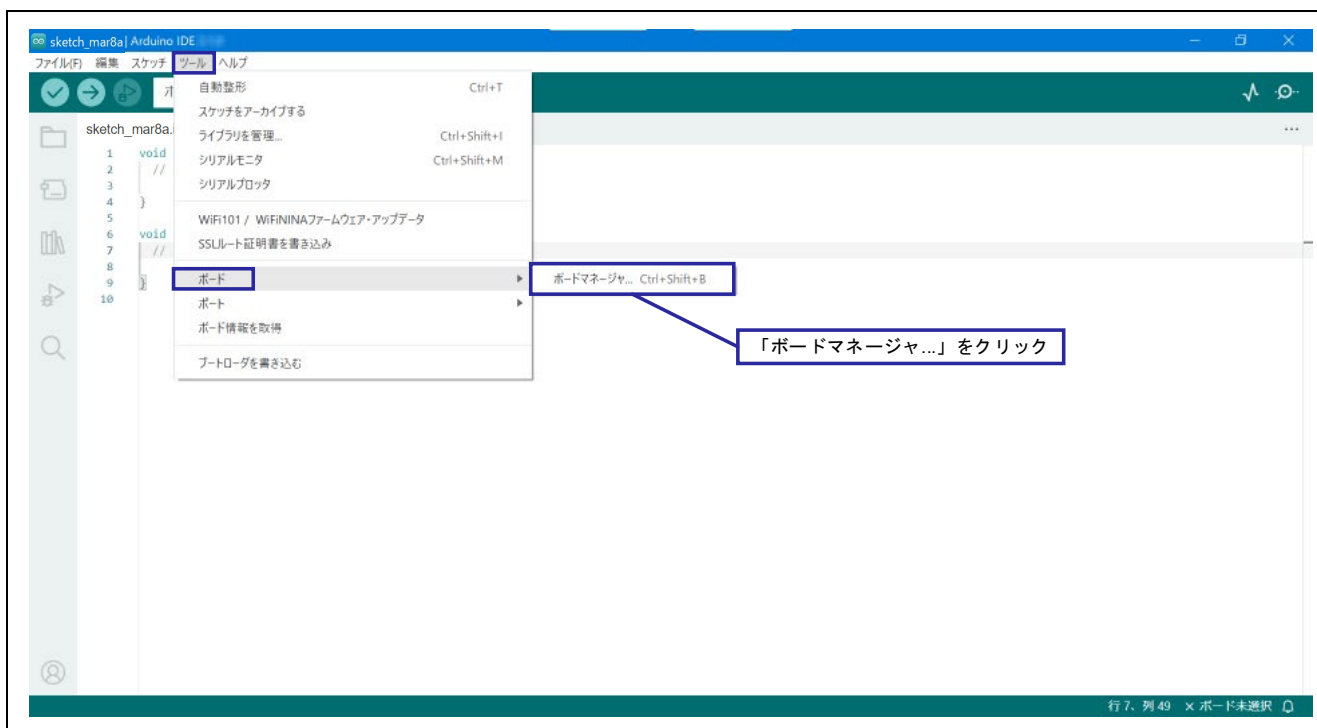 sketch_mar8a | Arduino IDE
ファイル(F) 編集 スケッチ ツール ヘルプ
自動整形 Ctrl+T
スケッチをアーカイブする
ライブラリを管理... Ctrl+Shift+I
シリアルモニタ Ctrl+Shift+M
シリアルプロッタ
WiFi101 / WiFiNINAファームウェア・アップデータ
SSLルート証明書を書き込み
ボード
ポート
ボード情報を取得
ブートローダを書き込む
ボードマネージャ... Ctrl+Shift+B
「ボードマネージャ...」をクリック
sketch_mar8a.
1 void
2 //
3
4 }
5
6 void
7 //
8
9 }
10
行 7、列 49 × ボード未選択